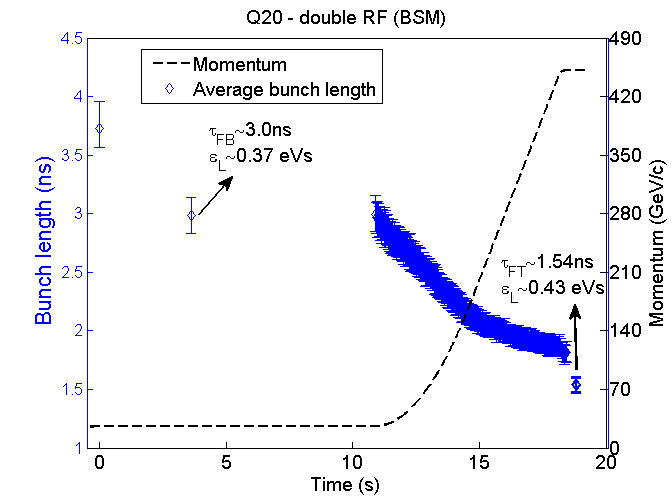 Q20 - double RF (BSM)
4.5
4
3.5
3
2.5
2
1.5
1
Bunch length (ns)
Momentum
Average bunch length
τFB~3.0ns
εL~0.37 eVs
τFT~1.54ns
εL~0.43 eVs
490
420
350
280
210
140
70
0
Momentum (GeV/c)
0 5 10 15 20
Time (s)